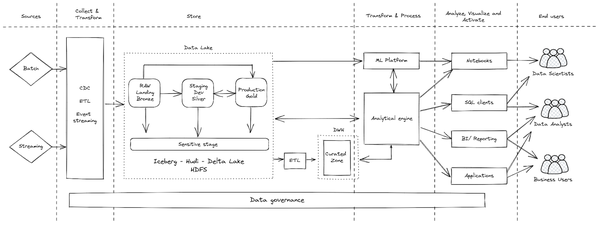 Sources
Collect &
Transform
Store
Transform & Process
Analyze, Visualize and
Activate
End users
Data Lake
Batch
Streaming
CDC
ETL
Event
streaming
RAW
Landing
Bronze
Staging
Dev
Silver
Production
Gold
Sensitive stage
Iceberg - Hudi - Delta Lake
HDFS
ETL
DWH
Curated
Zone
ML Platform
Analytical engine
Notebooks
SQL clients
BI/ Reporting
Applications
Data Scientists
Data Analysts
Business Users
Data governance